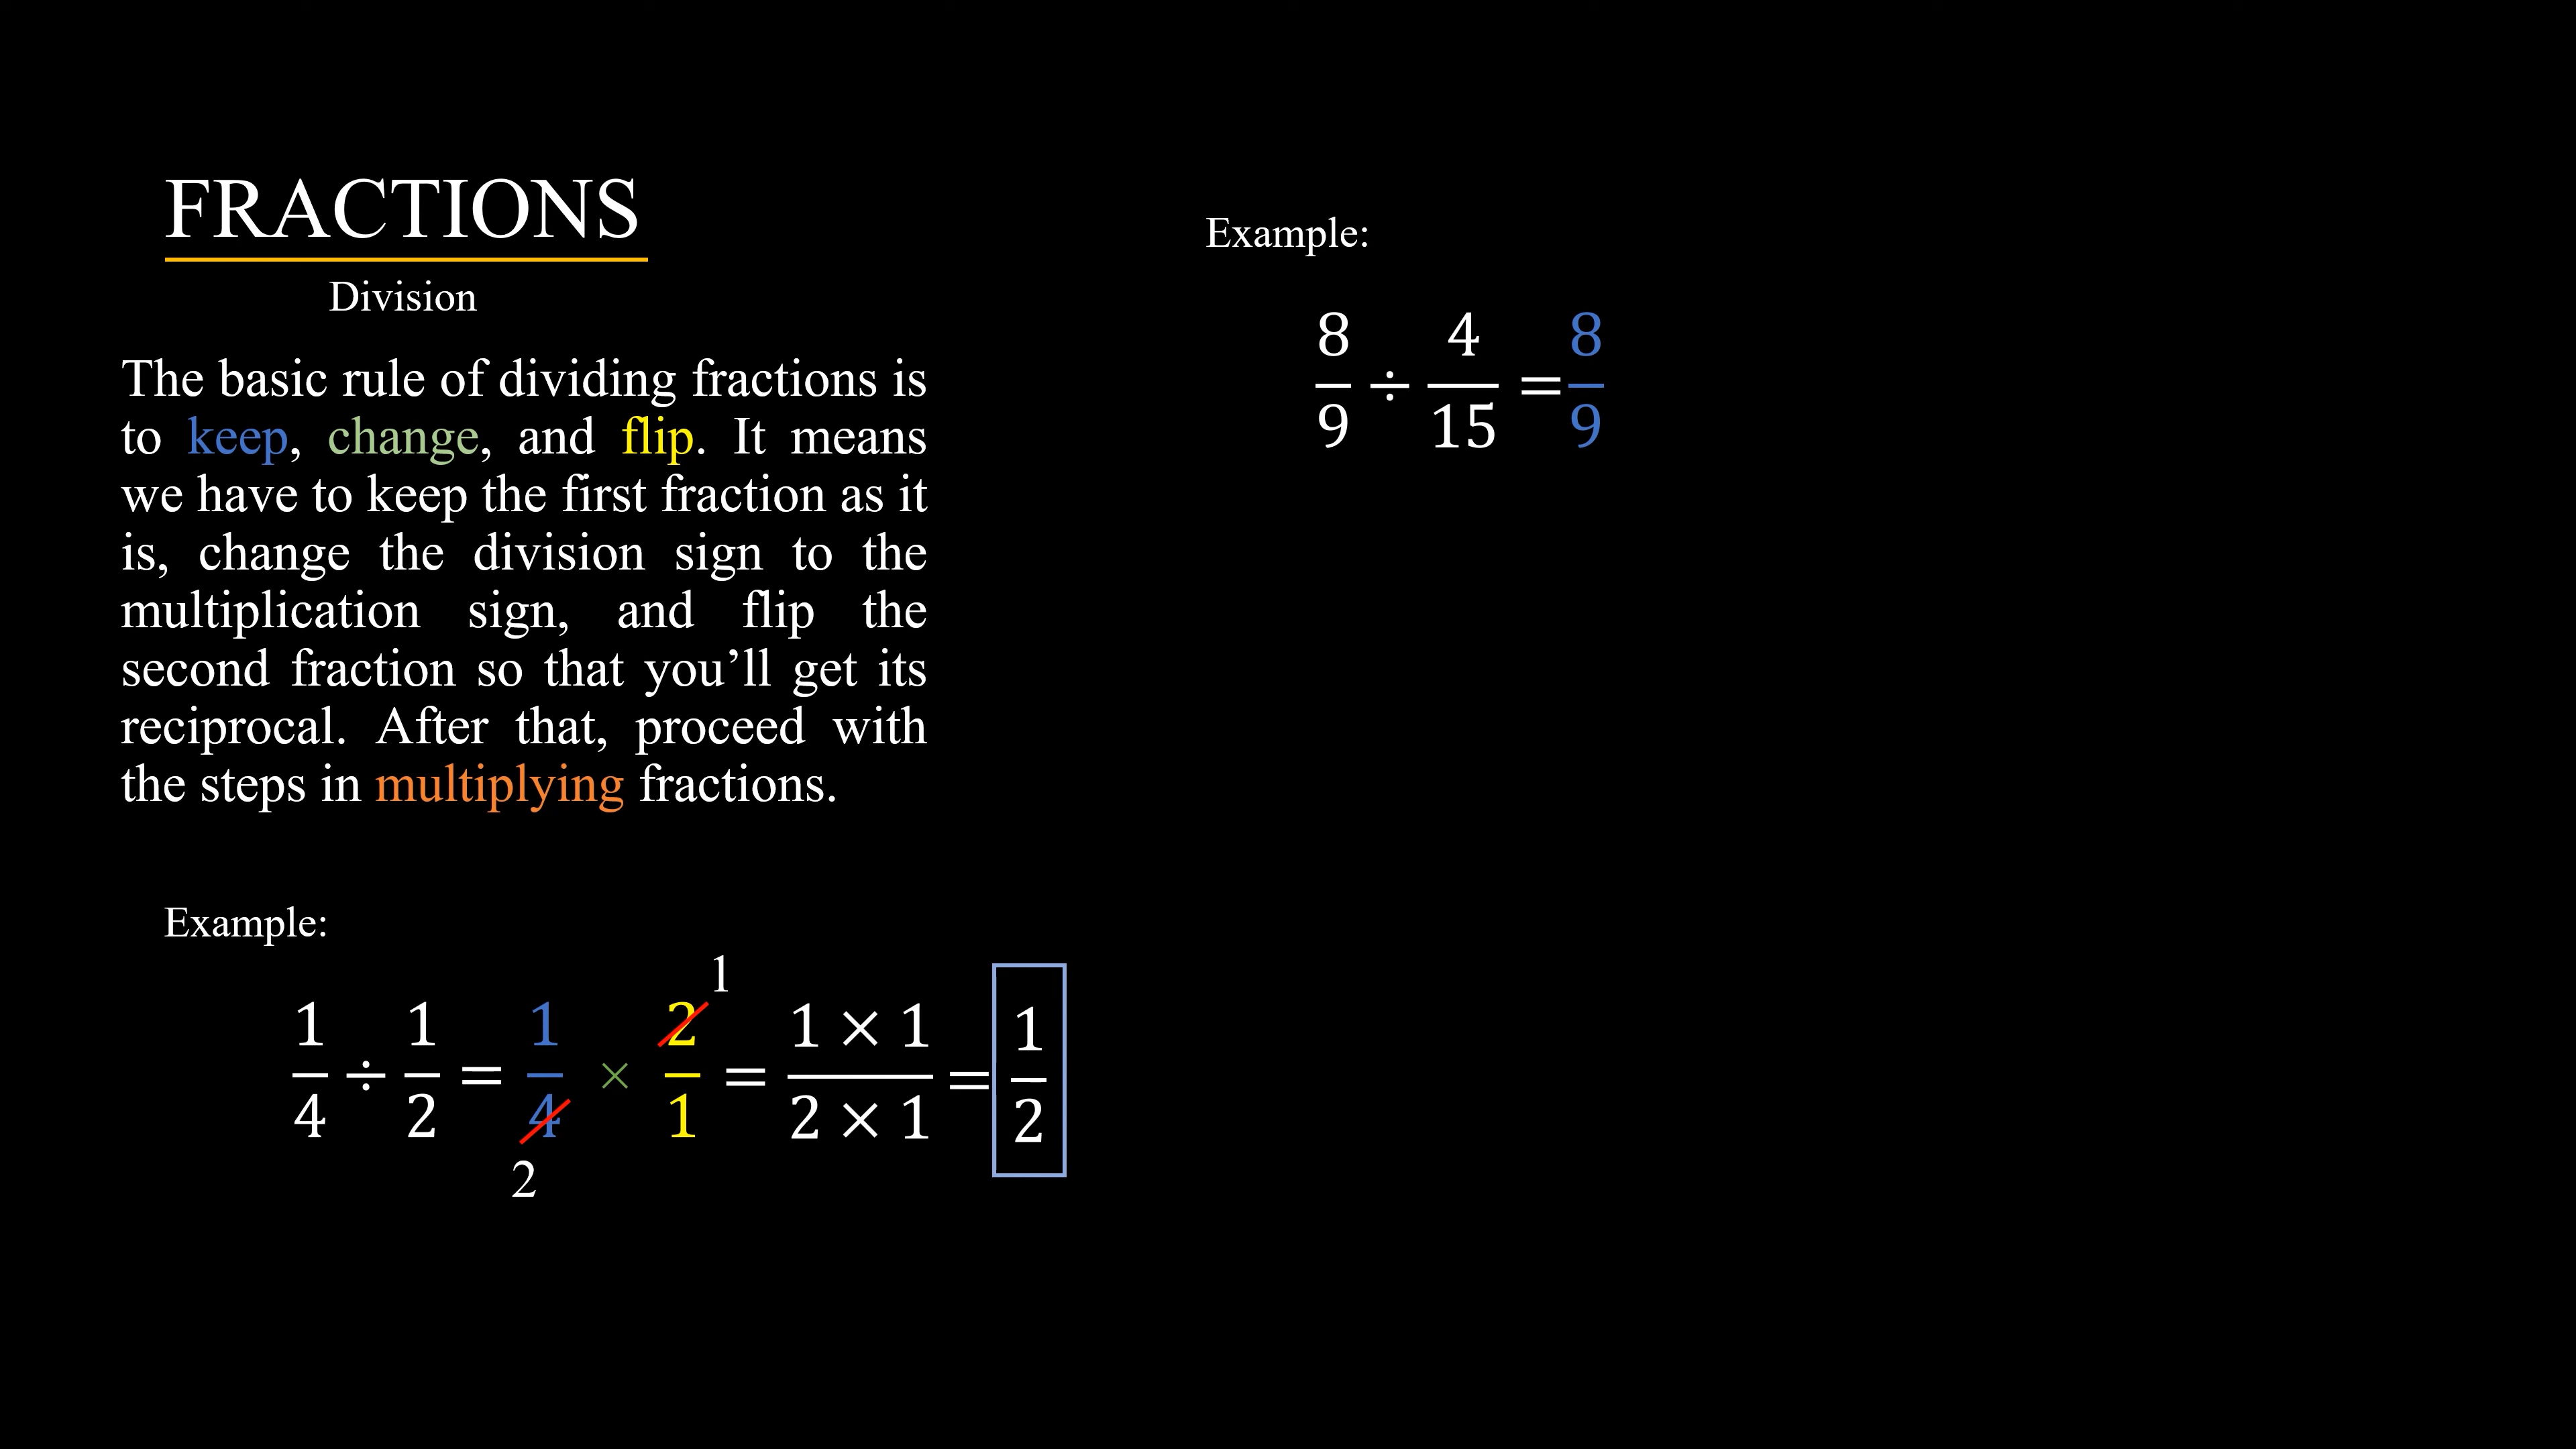 FRACTIONS
Division
The basic rule of dividing fractions is
to keep, change, and flip. It means
we have to keep the first fraction as it
is, change the division sign to the
multiplication sign, and flip the
second fraction so that you’ll get its
reciprocal. After that, proceed with
the steps in multiplying fractions.
Example:
1/4 ÷ 1/2 = 1/4 × 2/1 = (1 × 1)/(2 × 1) = 1/2
1
2
Example:
8/9 ÷ 4/15 = 8/9